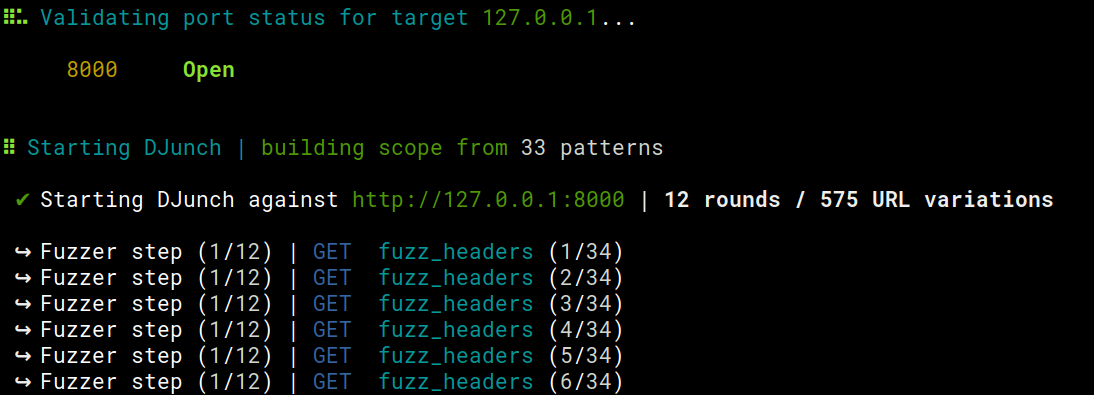 Validating port status for target 127.0.0.1...
8000 Open
Starting DJunch | building scope from 33 patterns
✔ Starting DJunch against http://127.0.0.1:8000 | 12 rounds / 575 URL variations
↪ Fuzzer step (1/12) | GET fuzz_headers (1/34)
↪ Fuzzer step (1/12) | GET fuzz_headers (2/34)
↪ Fuzzer step (1/12) | GET fuzz_headers (3/34)
↪ Fuzzer step (1/12) | GET fuzz_headers (4/34)
↪ Fuzzer step (1/12) | GET fuzz_headers (5/34)
↪ Fuzzer step (1/12) | GET fuzz_headers (6/34)